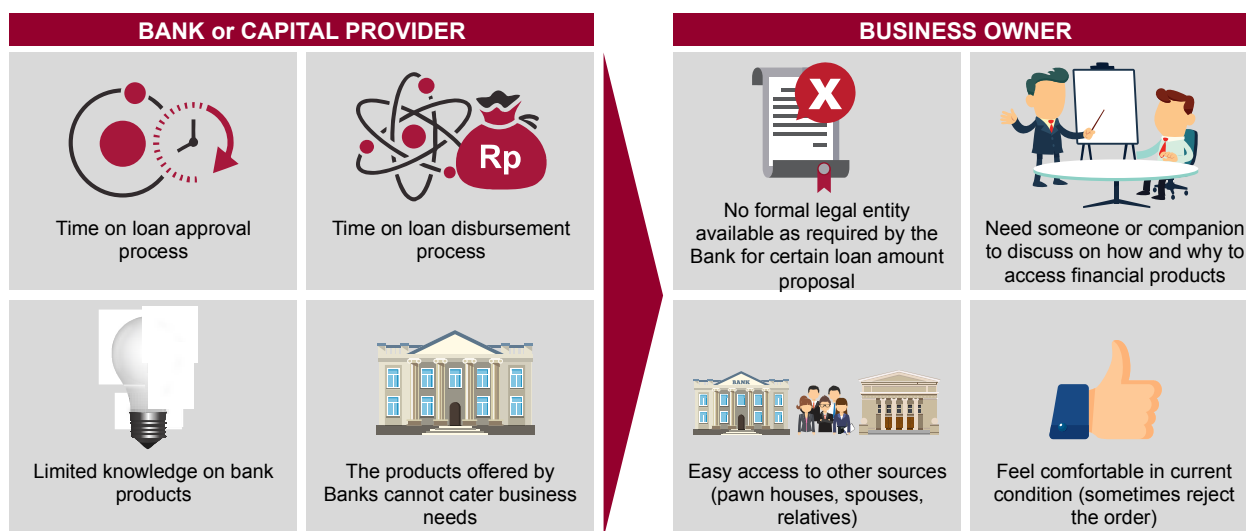 BANK or CAPITAL PROVIDER
Time on loan approval
process
Rp
Time on loan disbursement
process
Limited knowledge on bank
products
The products offered by
Banks cannot cater business
needs
BUSINESS OWNER
X
No formal legal entity
available as required by the
Bank for certain loan amount
proposal
Need someone or companion
to discuss on how and why to
access financial products
BANK
Easy access to other sources
(pawn houses, spouses,
relatives)
Feel comfortable in current
condition (sometimes reject
the order)